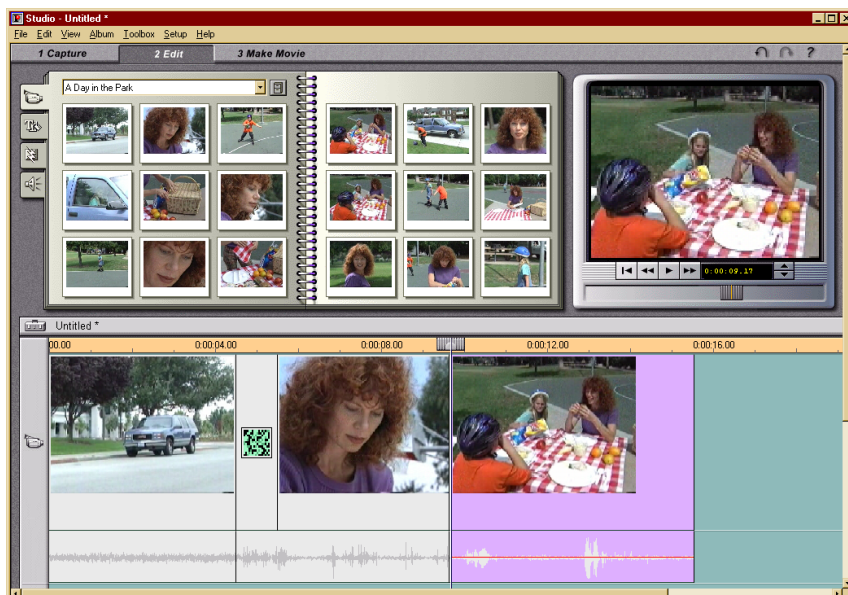 Studio - Untitled *
File Edit View Album Toolbox Setup Help
1 Capture 2 Edit 3 Make Movie ?
A Day in the Park
0:00:09.17
Untitled *
00.00 0:00:04.00 0:00:08.00 0:00:12.00 0:00:16.00